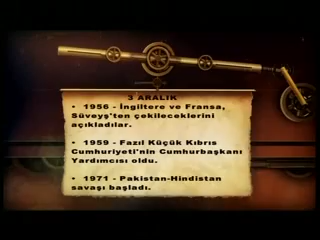 3 ARALIK
• 1956 - İngiltere ve Fransa,
Süveyş'ten çekileceklerini
açıkladılar.
• 1959 - Fazıl Küçük Kıbrıs
Cumhuriyeti'nin Cumhurbaşkanı
Yardımcısı oldu.
• 1971 - Pakistan-Hindistan
savaşı başladı.